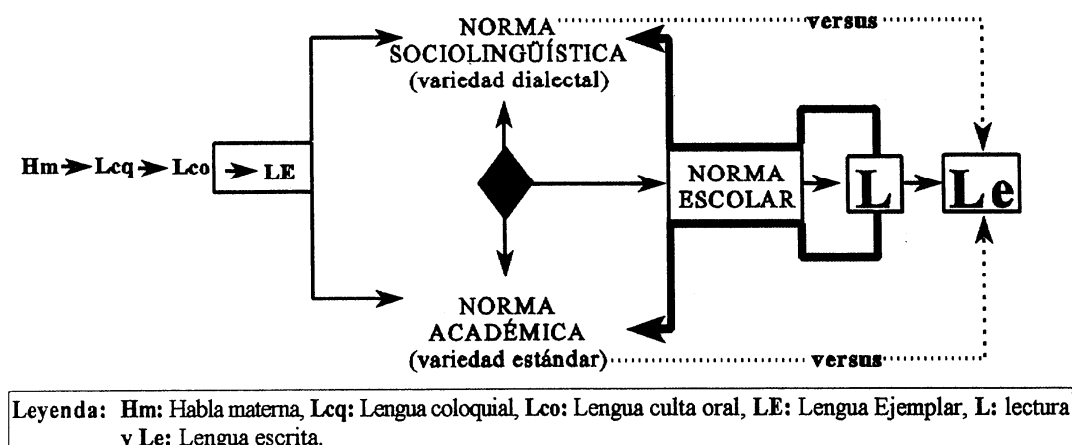 NORMA
SOCIOLINGÜÍSTICA
(variedad dialectal)
versus
Hm Lcq Lco LE
NORMA
ESCOLAR
L
Le
NORMA
ACADÉMICA
(variedad estándar)
versus
Leyenda: Hm: Habla materna, Lcq: Lengua coloquial, Lco: Lengua culta oral, LE: Lengua Ejemplar, L: lectura
y Le: Lengua escrita.